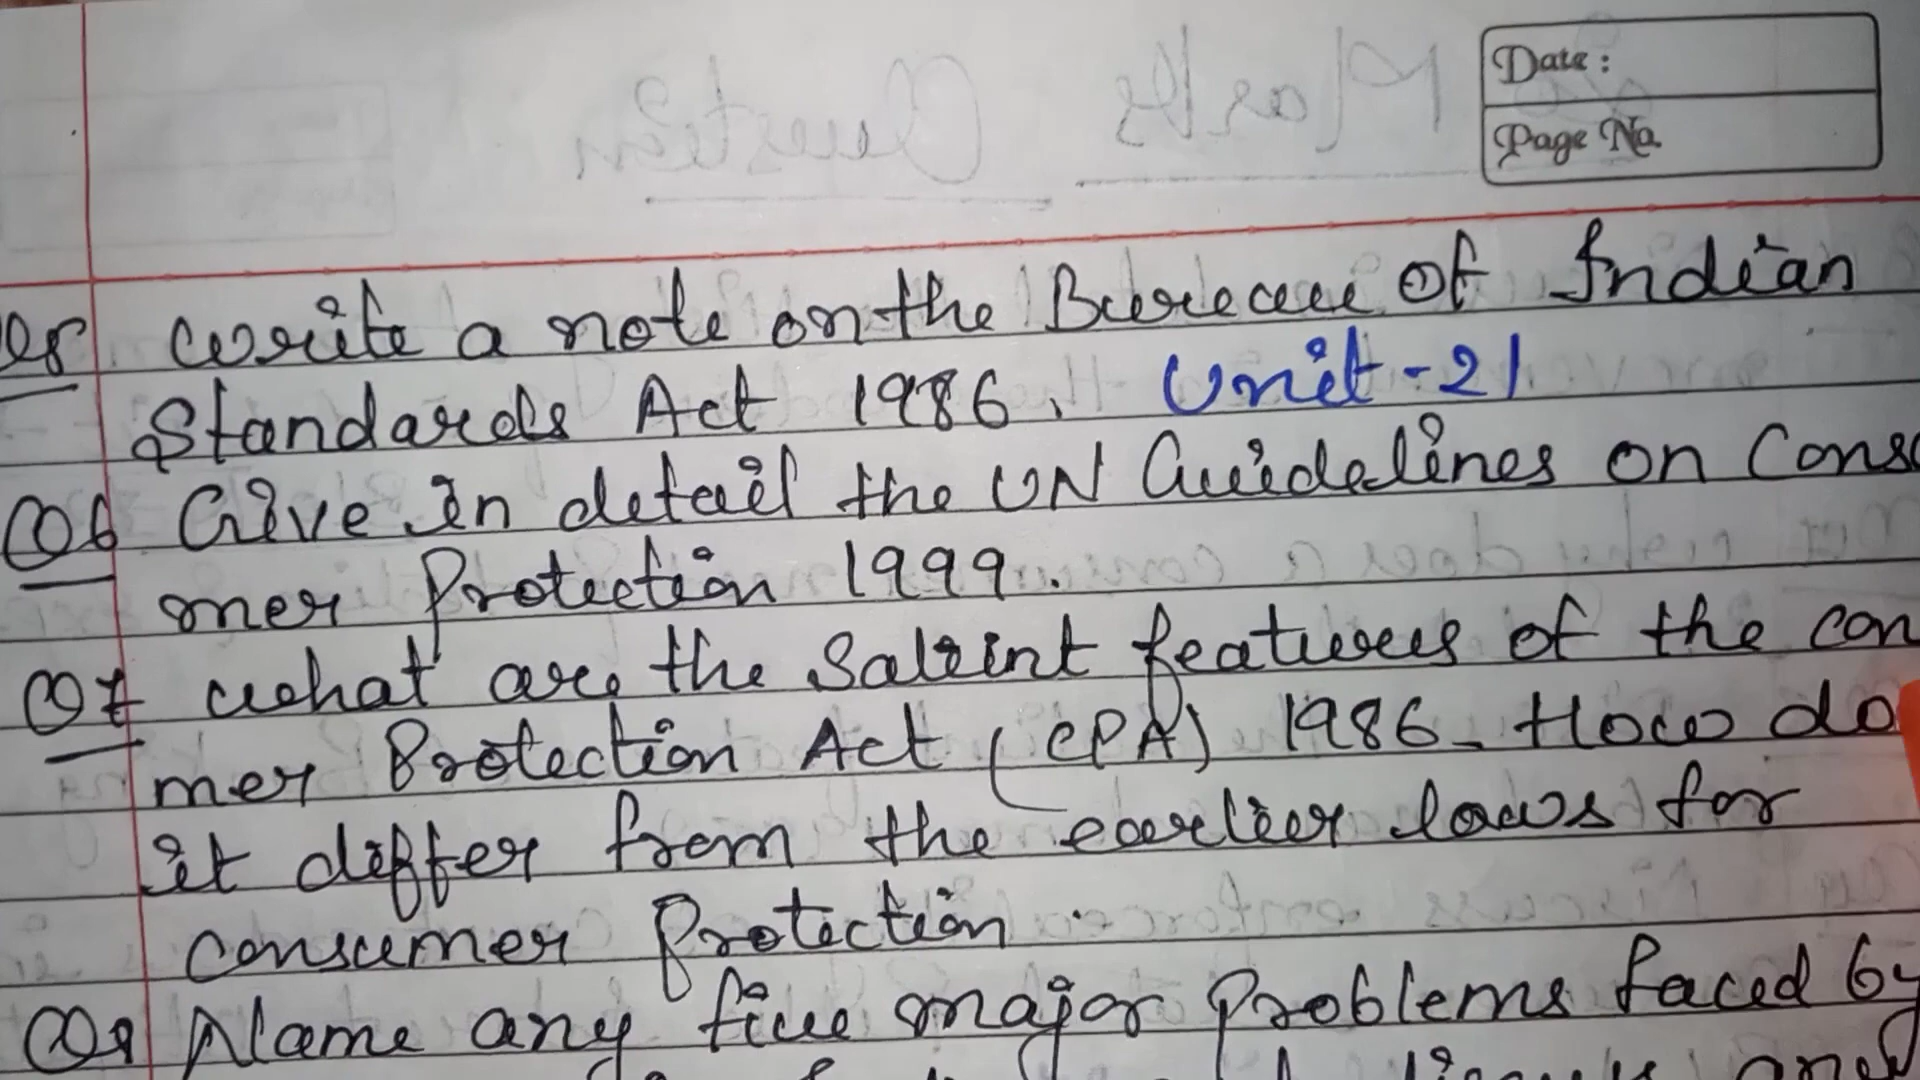 Date :
Page No.
Q5 write a note on the Bureau of Indian
Standards Act 1986. Unit-21
Q6 Give in detail the UN Guidelines on Consu
mer Protection 1999.
Q7 what are the Salient features of the con
mer Protection Act (CPA) 1986. How do
it differ from the earlier laws for
consumer Protection.
Name any five major Problems faced by
and